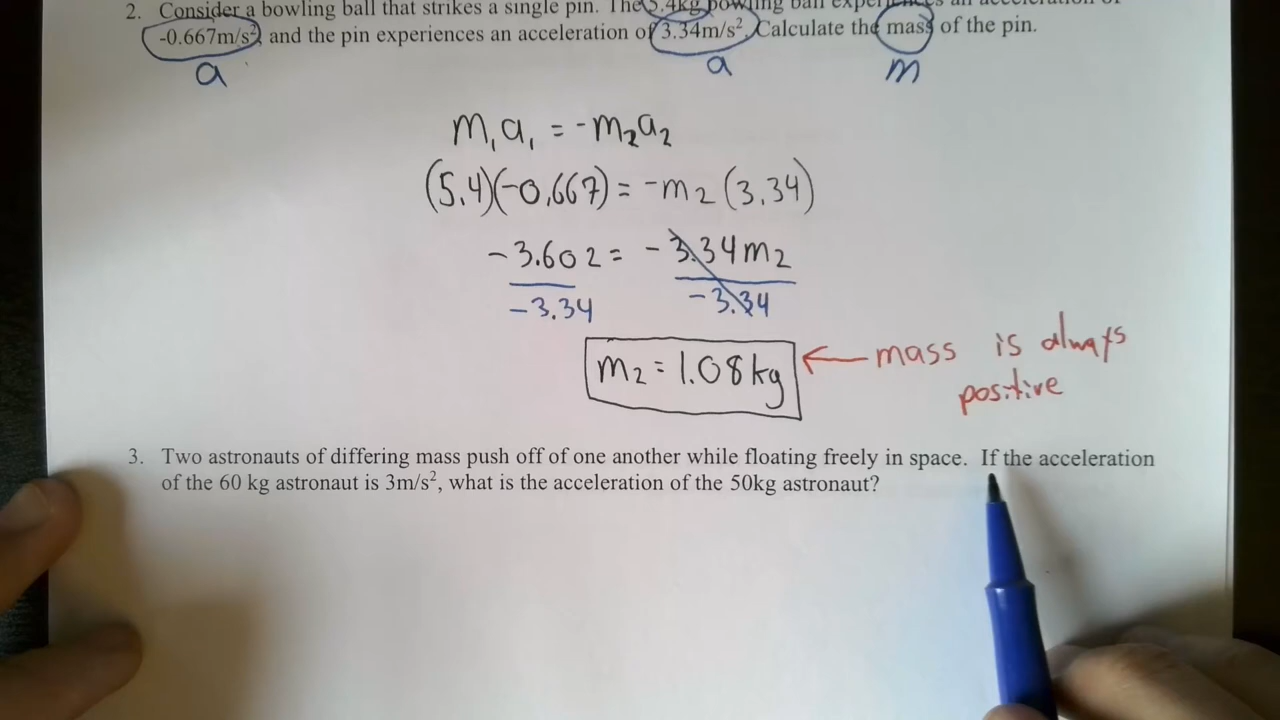 2. Consider a bowling ball that strikes a single pin. The 5.4kg bowling ball experiences an acceleration of
-0.667m/s², and the pin experiences an acceleration of 3.34m/s². Calculate the mass of the pin.
a a m
m₁a₁ = -m₂a₂
(5.4)(-0.667) = -m₂(3.34)
-3.602 = -3.34m₂
-3.34 -3.34
m₂ = 1.08kg ← mass is always
positive
3. Two astronauts of differing mass push off of one another while floating freely in space. If the acceleration
of the 60 kg astronaut is 3m/s², what is the acceleration of the 50kg astronaut?